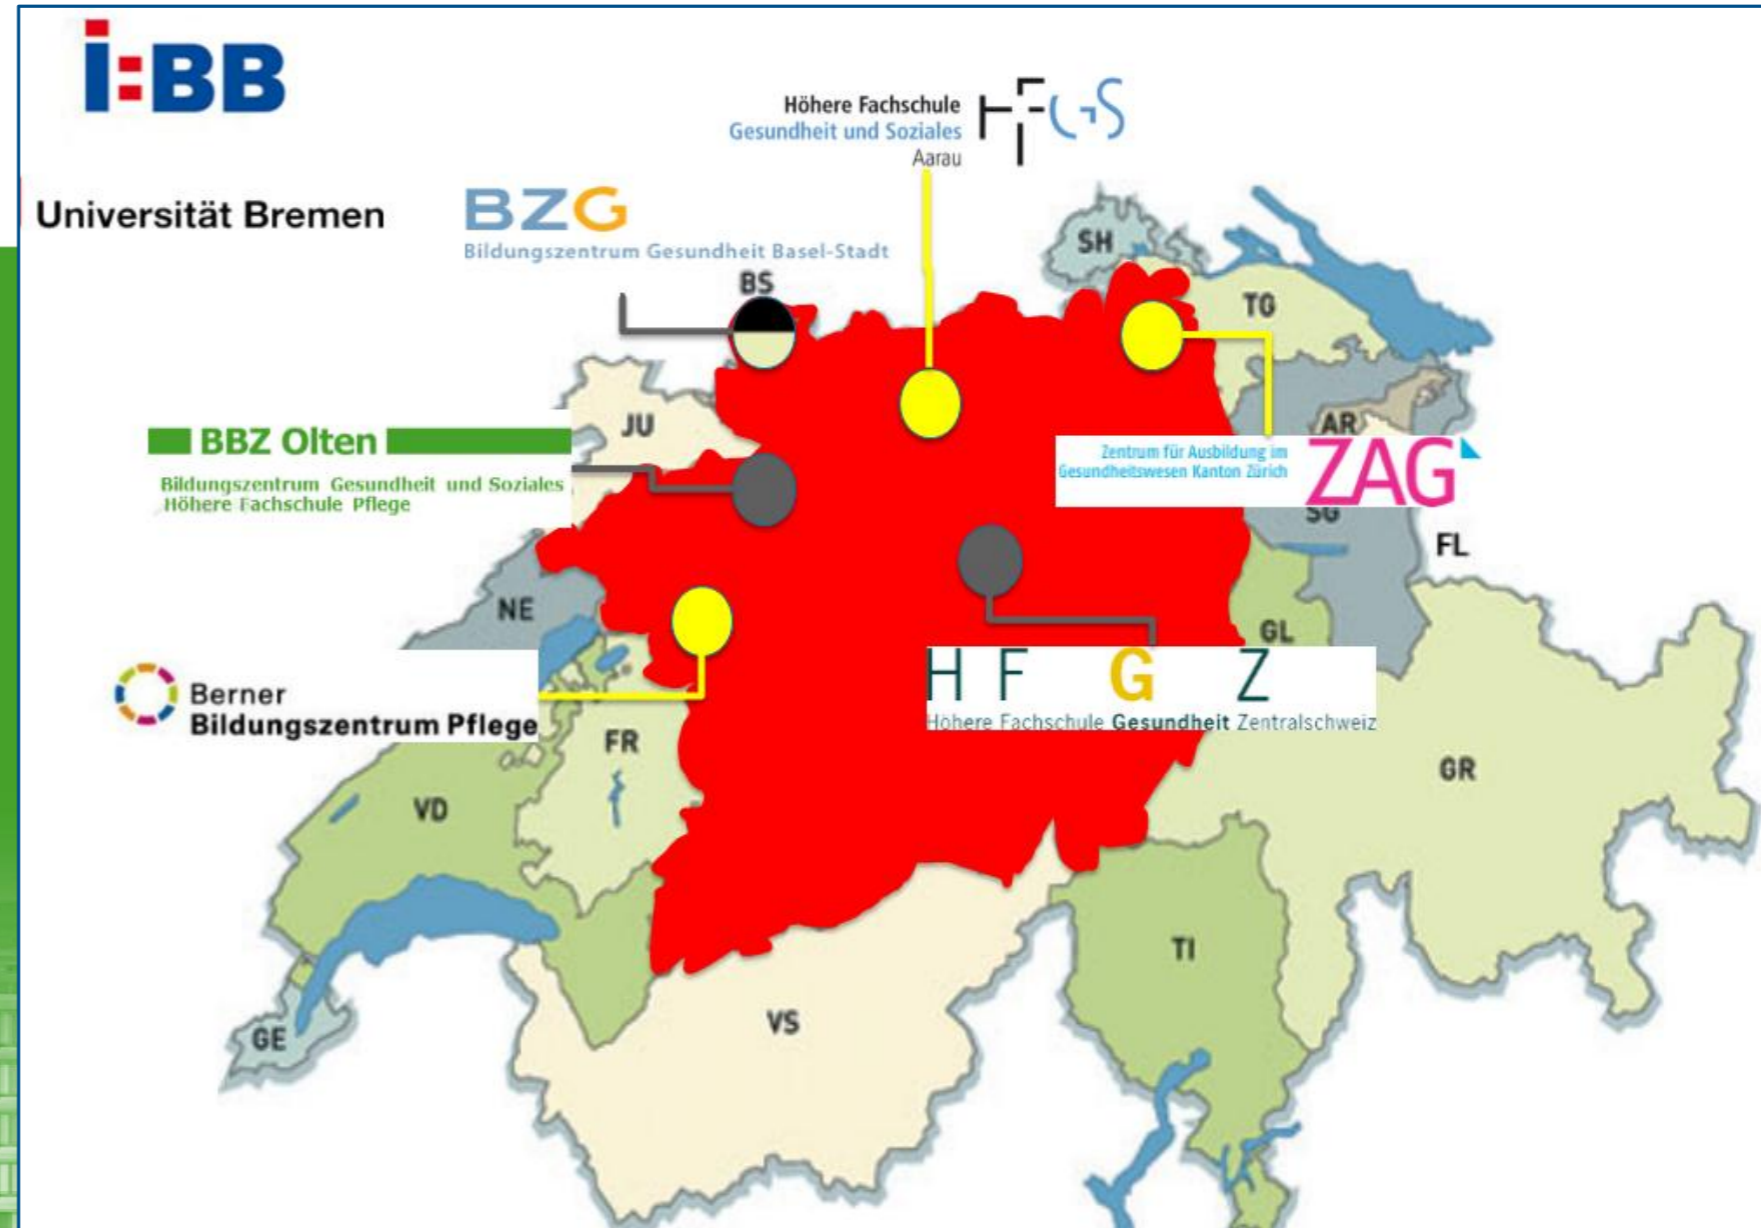 i:BB
Universität Bremen
Höhere Fachschule
Gesundheit und Soziales
Aarau
HFGS
BZG
Bildungszentrum Gesundheit Basel-Stadt
BS
SH
TG
JU
AR
BBZ Olten
Bildungszentrum Gesundheit und Soziales
Höhere Fachschule Pflege
Zentrum für Ausbildung im
Gesundheitswesen Kanton Zürich
ZAG
SG
FL
NE
GL
Berner
Bildungszentrum Pflege
H F G Z
Höhere Fachschule Gesundheit Zentralschweiz
FR
GR
VD
TI
VS
GE